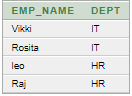 EMP_NAME DEPT
Vikki IT
Rosita IT
leo HR
Raj HR